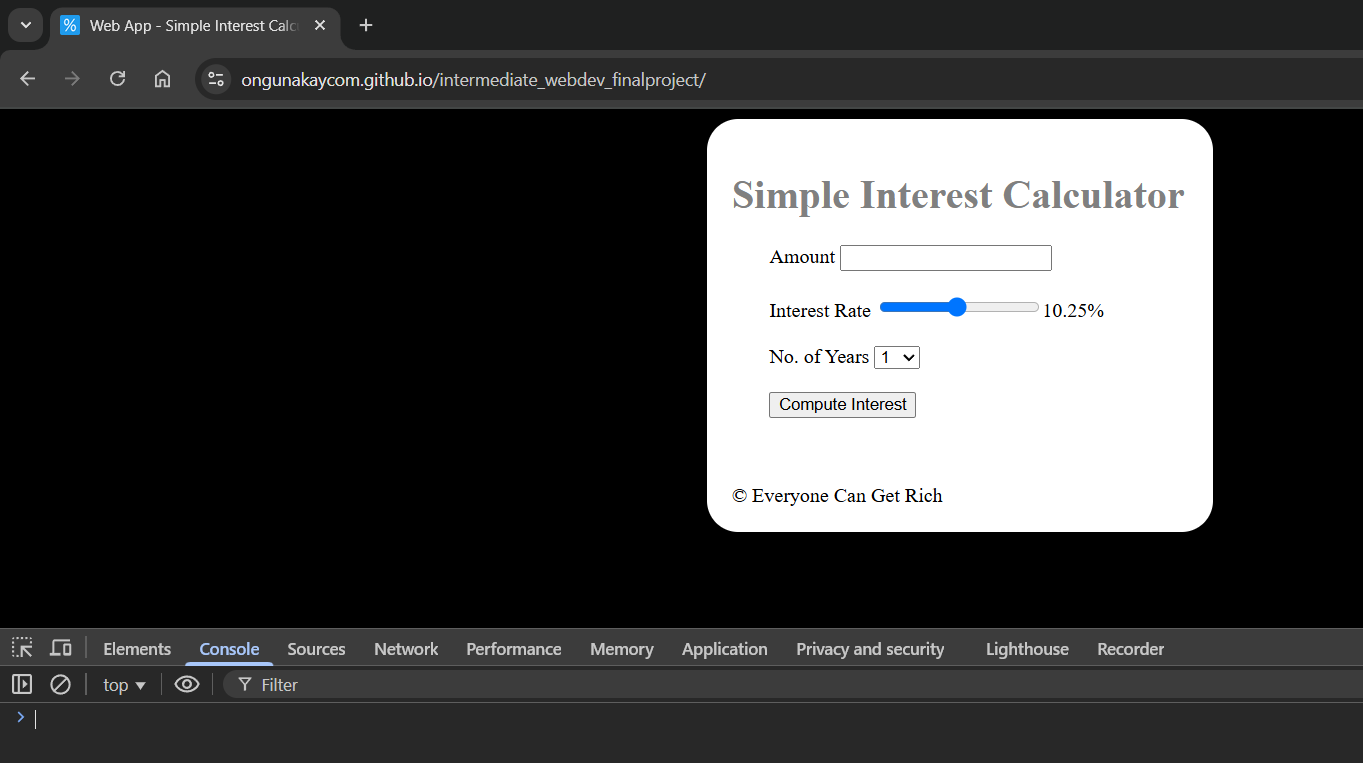 % Web App - Simple Interest Calc
ongunakaycom.github.io/intermediate_webdev_finalproject/
Simple Interest Calculator
Amount
Interest Rate 10.25%
No. of Years 1
Compute Interest
© Everyone Can Get Rich
Elements Console Sources Network Performance Memory Application Privacy and security Lighthouse Recorder
top Filter